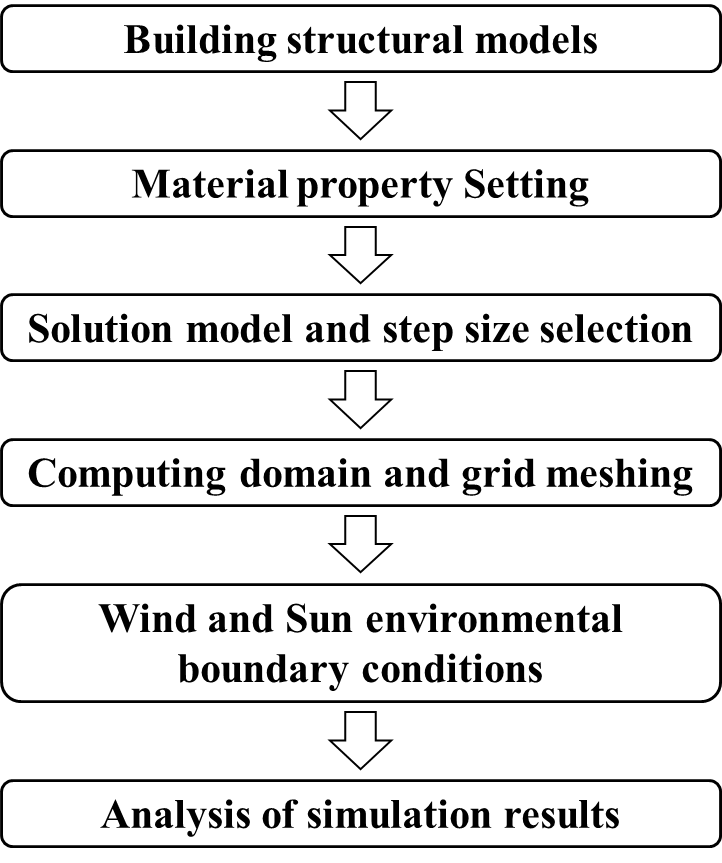 Building structural models
Material property Setting
Solution model and step size selection
Computing domain and grid meshing
Wind and Sun environmental
boundary conditions
Analysis of simulation results